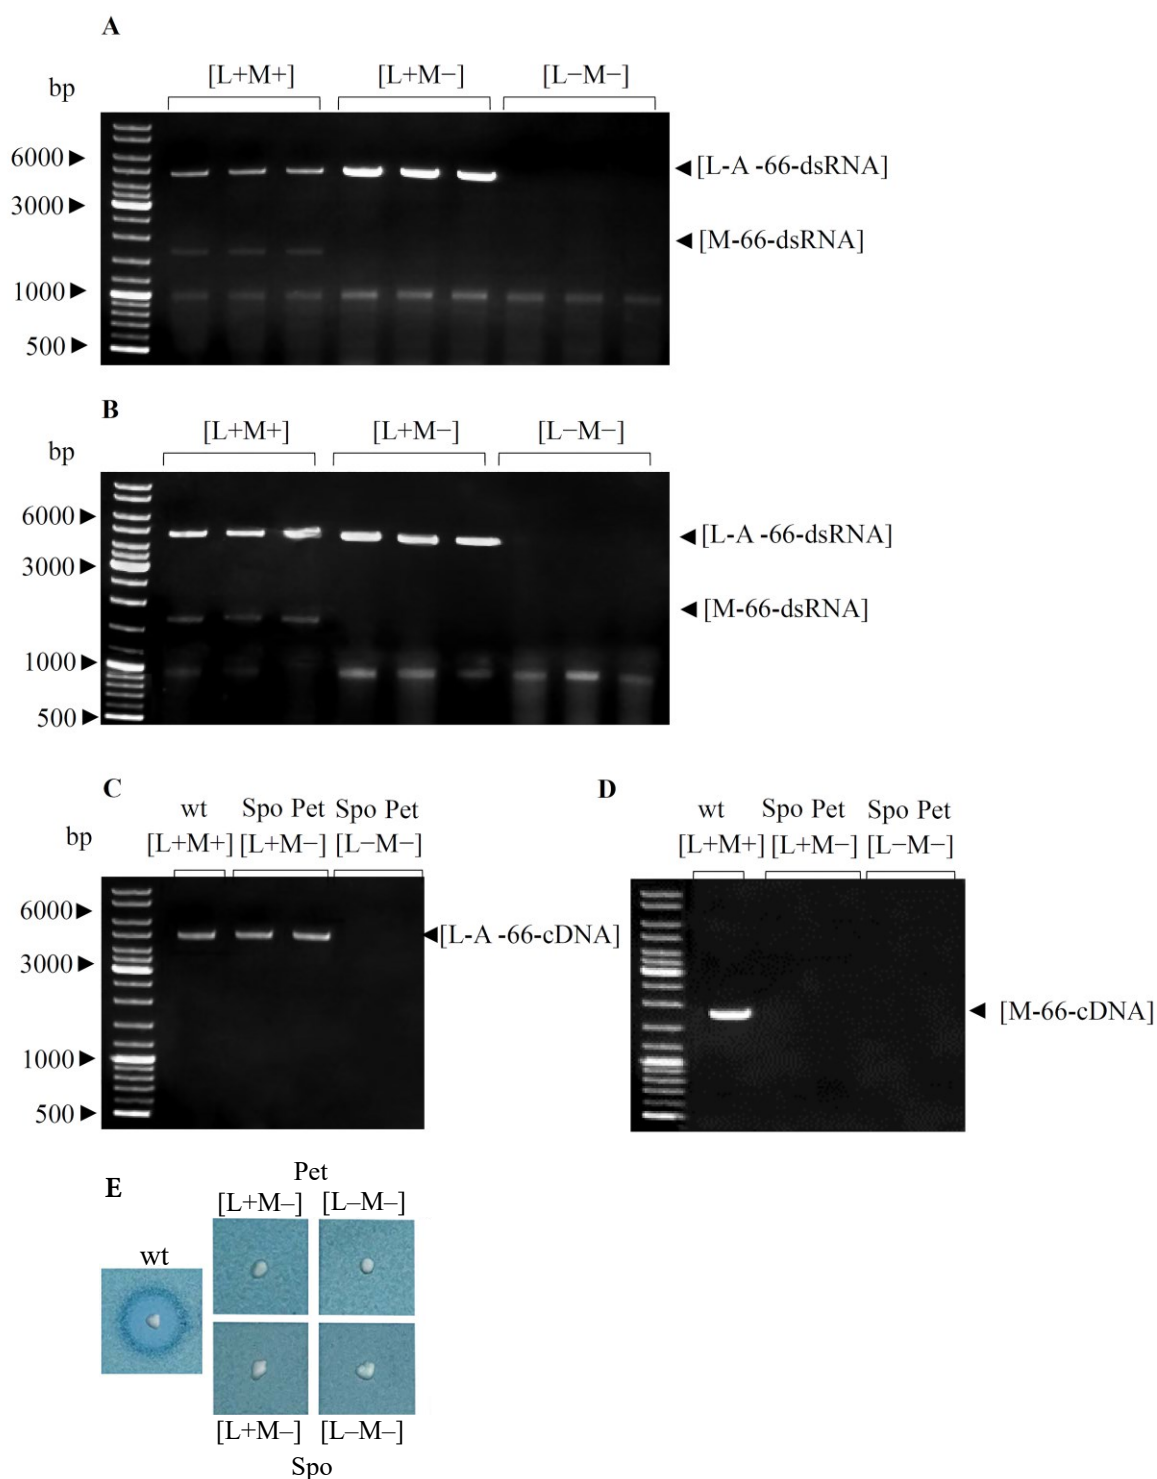 A
[L+M+] [L+M−] [L−M−]
bp
6000
3000
1000
500
[L-A -66-dsRNA]
[M-66-dsRNA]
B
[L+M+] [L+M−] [L−M−]
bp
6000
3000
1000
500
[L-A -66-dsRNA]
[M-66-dsRNA]
C
wt Spo Pet Spo Pet
bp
[L+M+] [L+M−] [L−M−]
6000
3000
1000
500
[L-A -66-cDNA]
D
wt Spo Pet Spo Pet
[L+M+] [L+M−] [L−M−]
[M-66-cDNA]
E
Pet
[L+M–] [L–M–]
wt
[L+M–] [L–M–]
Spo